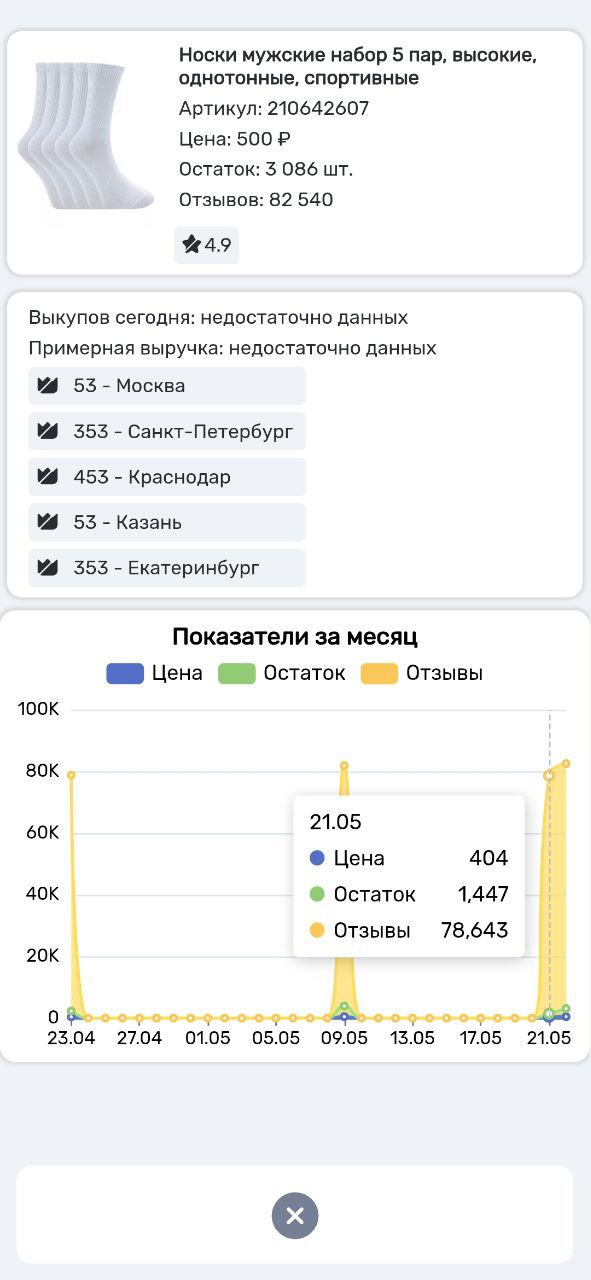 Носки мужские набор 5 пар, высокие,
однотонные, спортивные
Артикул: 210642607
Цена: 500 ₽
Остаток: 3 086 шт.
Отзывов: 82 540
4.9
Выкупов сегодня: недостаточно данных
Примерная выручка: недостаточно данных
53 - Москва
353 - Санкт-Петербург
453 - Краснодар
53 - Казань
353 - Екатеринбург
Показатели за месяц
Цена Остаток Отзывы
100K
80K
60K
40K
20K
0
21.05
Цена 404
Остаток 1,447
Отзывы 78,643
23.04 27.04 01.05 05.05 09.05 13.05 17.05 21.05